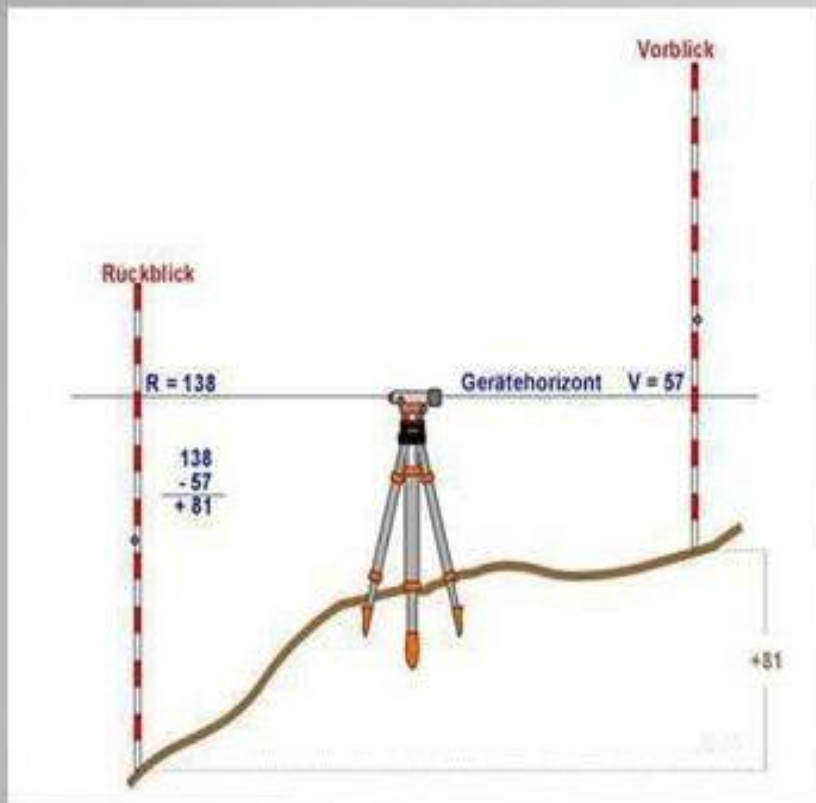 Vorblick
Rückblick
R = 138
Gerätehorizont V = 57
138
- 57
+ 81
+81